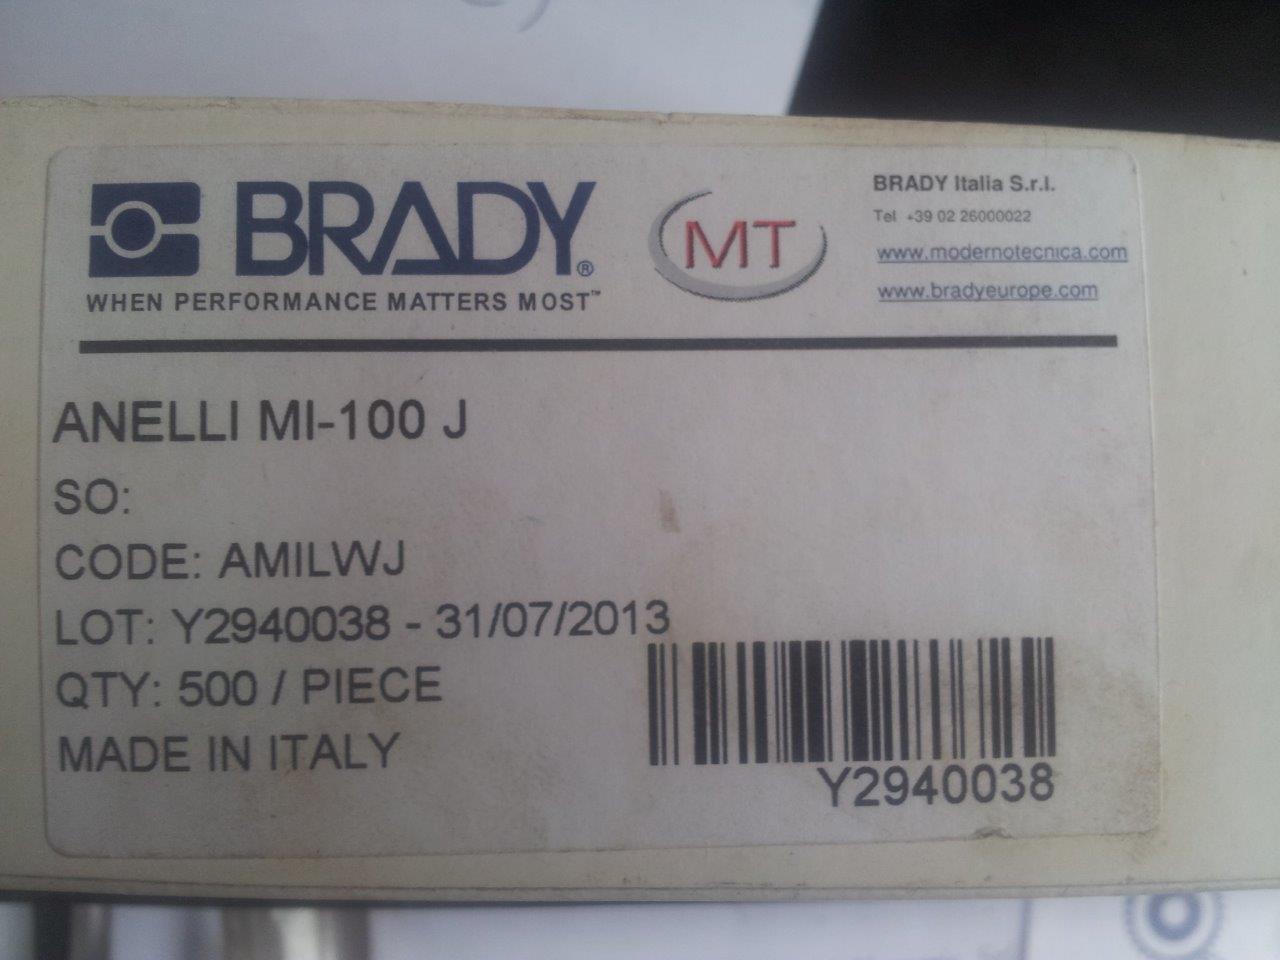 BRADY®
WHEN PERFORMANCE MATTERS MOST™
MT
BRADY Italia S.r.l.
Tel +39 02 26000022
www.modernotecnica.com
www.bradyeurope.com
ANELLI MI-100 J
SO:
CODE: AMILWJ
LOT: Y2940038 - 31/07/2013
QTY: 500 / PIECE
MADE IN ITALY
Y2940038